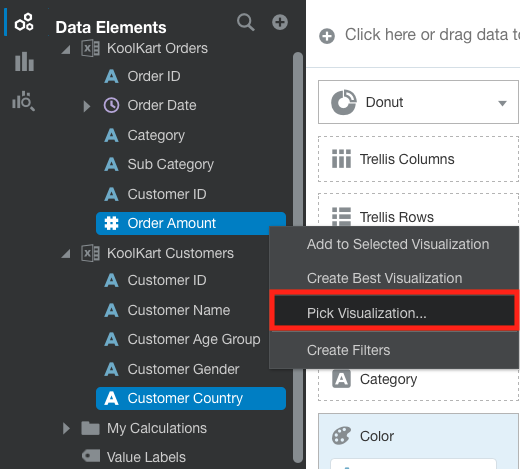 Data Elements
KoolKart Orders
Order ID
Order Date
Category
Sub Category
Customer ID
Order Amount
KoolKart Customers
Customer ID
Customer Name
Customer Age Group
Customer Gender
Customer Country
My Calculations
Value Labels
Click here or drag data to
Donut
Trellis Columns
Trellis Rows
Add to Selected Visualization
Create Best Visualization
Pick Visualization...
Create Filters
Category
Color